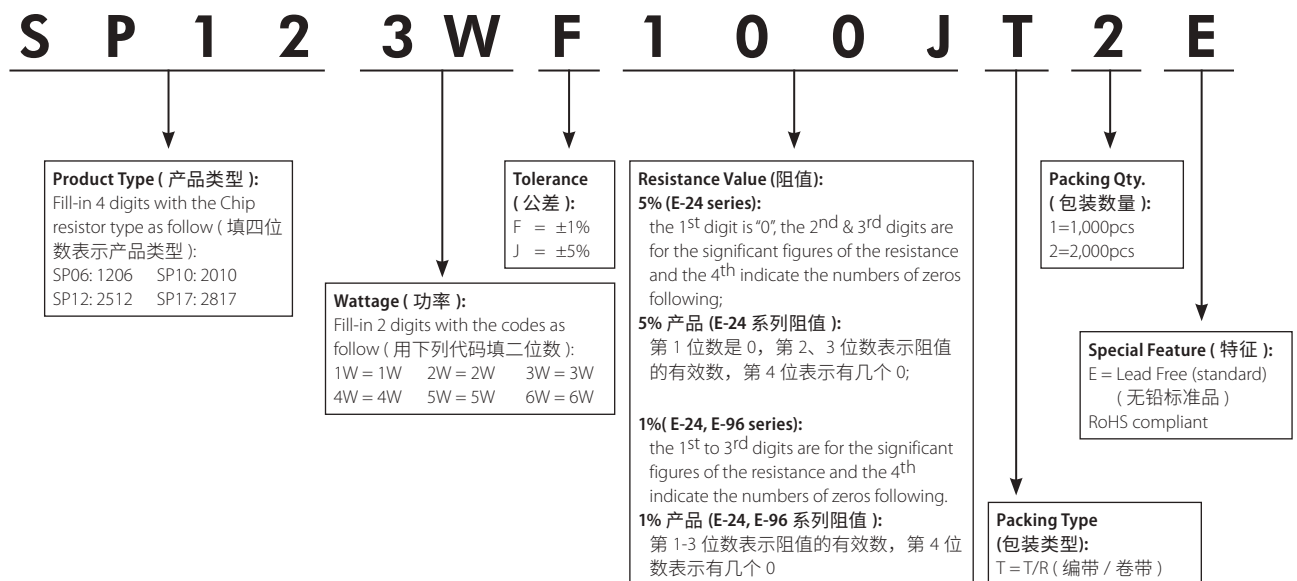 S P 1 2 3 W F 1 0 0 J T 2 E
Product Type ( 产品类型 ):
Fill-in 4 digits with the Chip
resistor type as follow ( 填四位
数表示产品类型 ):
SP06: 1206 SP10: 2010
SP12: 2512 SP17: 2817
Wattage ( 功率 ):
Fill-in 2 digits with the codes as
follow ( 用下列代码填二位数 ):
1W = 1W 2W = 2W 3W = 3W
4W = 4W 5W = 5W 6W = 6W
Tolerance
( 公差 ):
F = ±1%
J = ±5%
Resistance Value (阻值):
5% (E-24 series):
the 1st digit is "0", the 2nd & 3rd digits are
for the significant figures of the resistance
and the 4th indicate the numbers of zeros
following;
5% 产品 (E-24 系列阻值 ):
第 1 位数是 0，第 2、3 位数表示阻值
的有效数，第 4 位表示有几个 0;
1%( E-24, E-96 series):
the 1st to 3rd digits are for the significant
figures of the resistance and the 4th
indicate the numbers of zeros following.
1% 产品 (E-24, E-96 系列阻值 ):
第 1-3 位数表示阻值的有效数，第 4 位
数表示有几个 0
Packing Type
(包装类型):
T = T/R ( 编带 / 卷带 )
Packing Qty.
( 包装数量 ):
1=1,000pcs
2=2,000pcs
Special Feature ( 特征 ):
E = Lead Free (standard)
( 无铅标准品 )
RoHS compliant